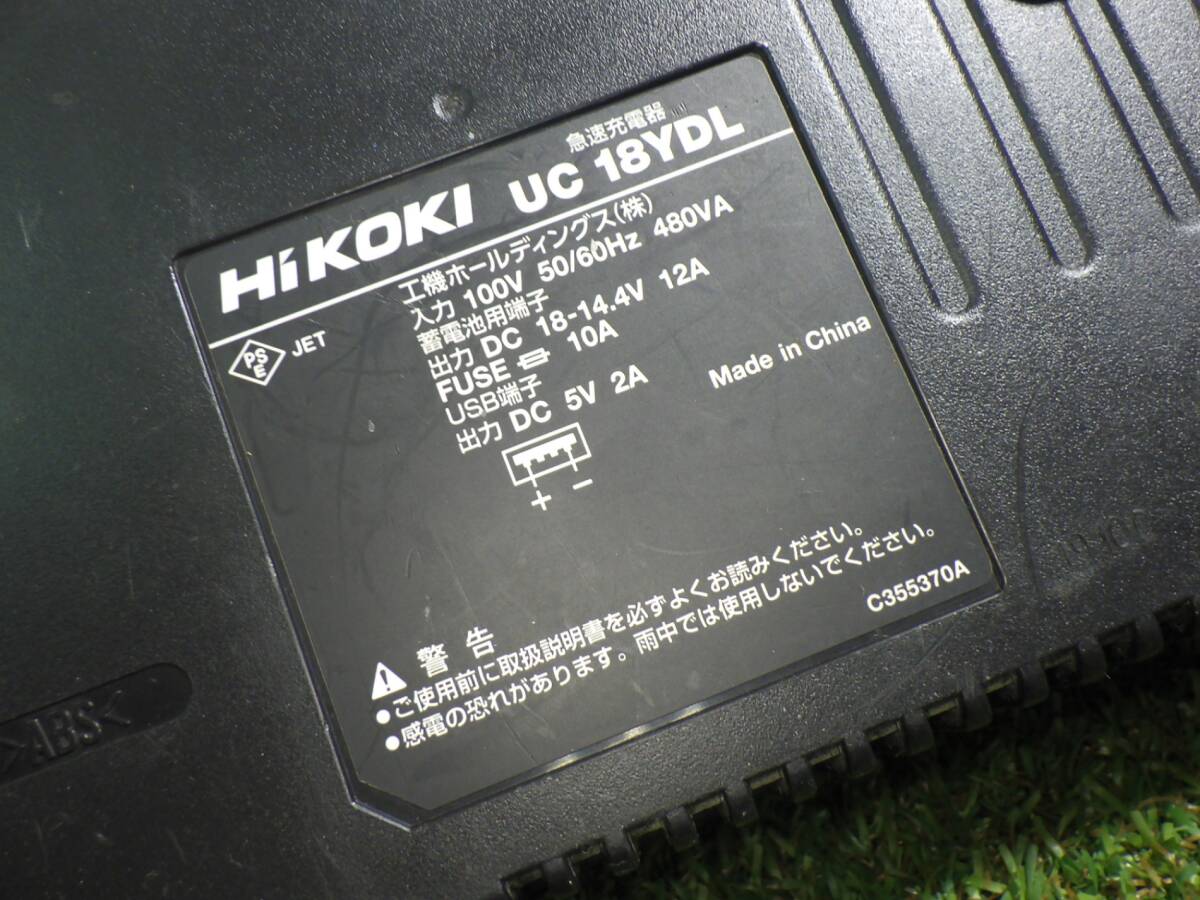 急速充電器
HiKOKI UC 18YDL
PSE JET
工機ホールディングス(株)
入力 100V 50/60Hz 480VA
蓄電池用端子
出力 DC 18-14.4V 12A
FUSE 10A
USB端子
出力 DC 5V 2A
Made in China
+ −
⚠ 警告
●ご使用前に取扱説明書を必ずよくお読みください。
●感電の恐れがあります。雨中では使用しないでください。
C355370A
>ABS<